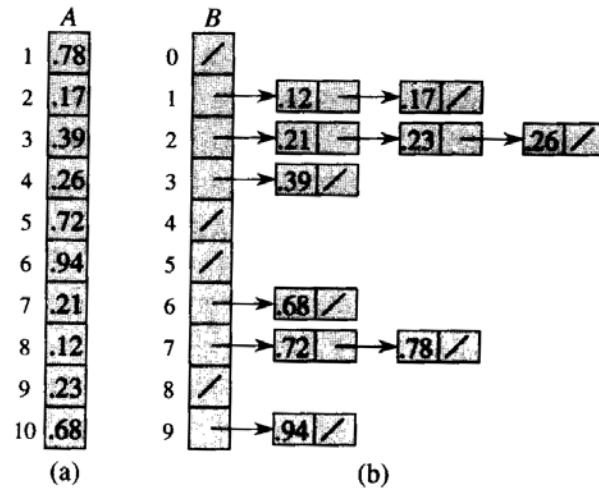 A B
1 .78 0
2 .17 1 .12 .17
3 .39 2 .21 .23 .26
4 .26 3 .39
5 .72 4
6 .94 5
7 .21 6 .68
8 .12 7 .72 .78
9 .23 8
10 .68 9 .94
(a) (b)